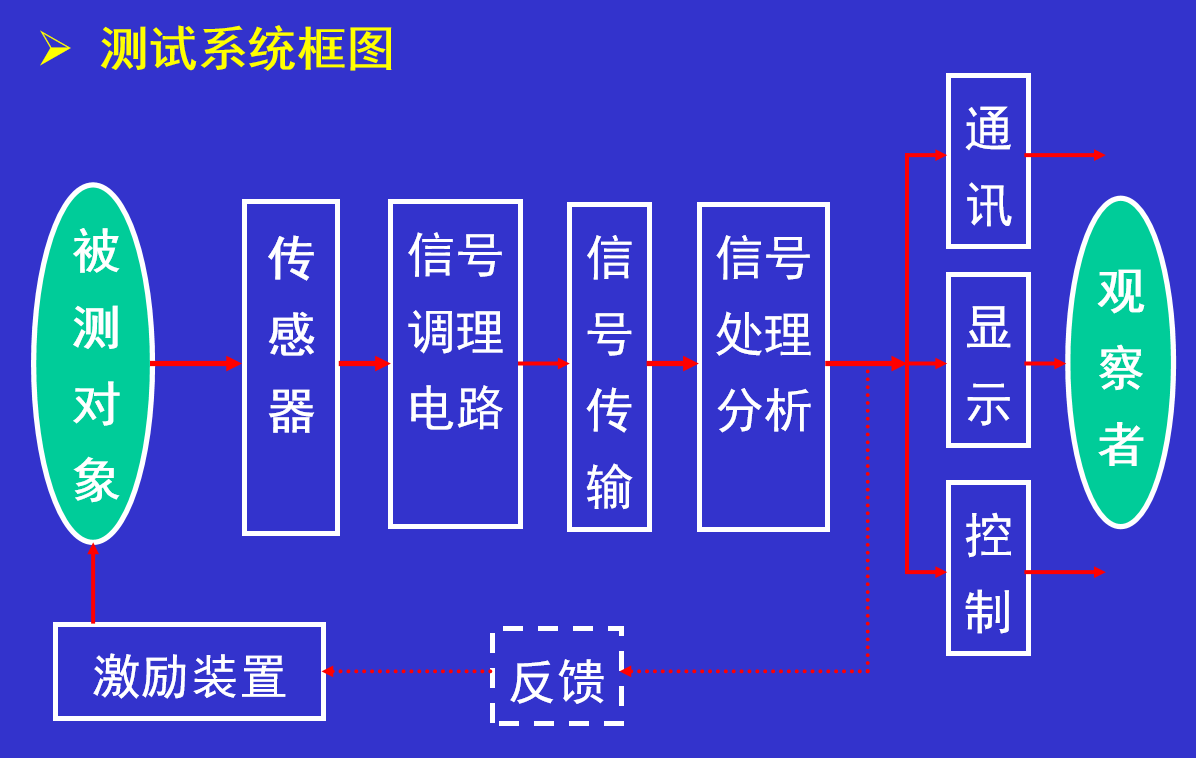 测试系统框图
被测对象
传感器
信号
调理
电路
信号传输
信号
处理
分析
通讯
显示
控制
观察者
激励装置
反馈